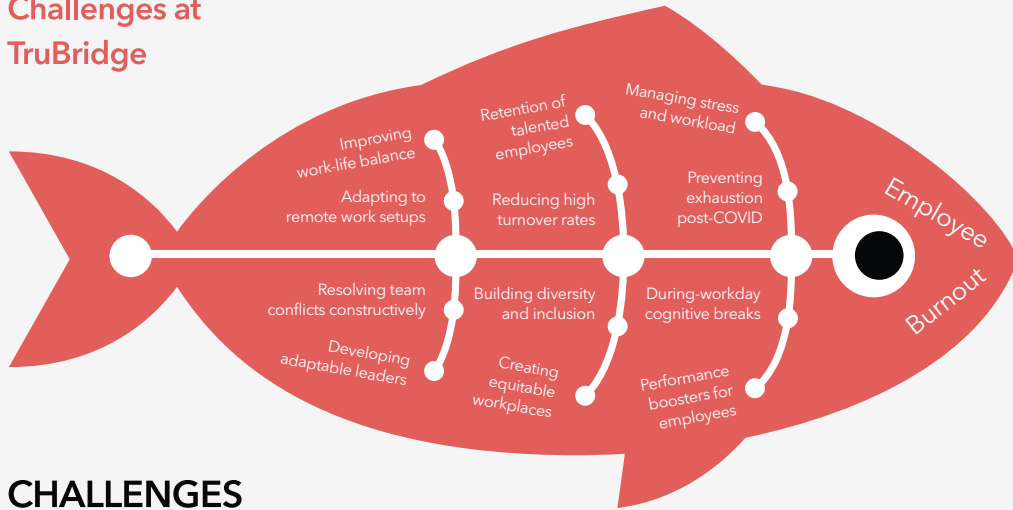 Challenges at
TruBridge
Improving
work-life balance
Adapting to
remote work setups
Retention of
talented
employees
Reducing high
turnover rates
Managing stress
and workload
Preventing
exhaustion
post-COVID
Employee
Burnout
Resolving team
conflicts constructively
Developing
adaptable leaders
Building diversity
and inclusion
Creating
equitable
workplaces
During-workday
cognitive breaks
Performance
boosters for
employees
CHALLENGES